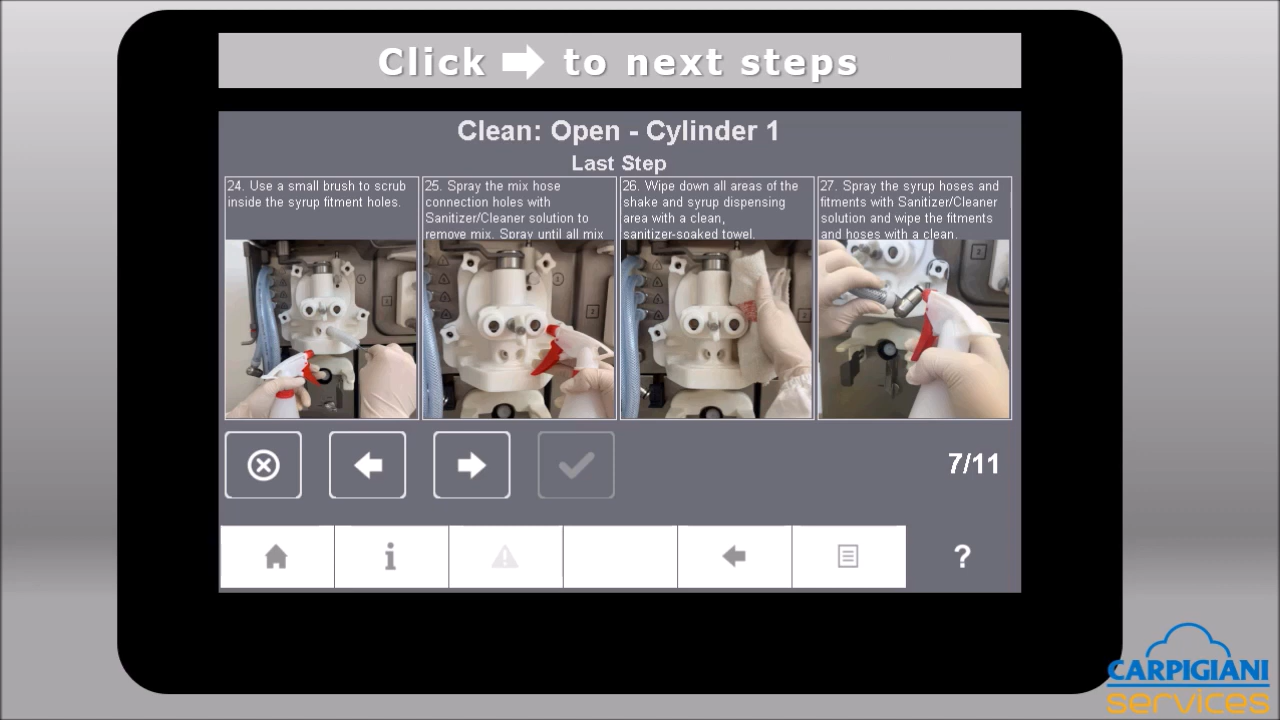 Click to next steps
Clean: Open - Cylinder 1
Last Step
24. Use a small brush to scrub
inside the syrup fitment holes.
25. Spray the mix hose
connection holes with
Sanitizer/Cleaner solution to
remove mix. Spray until all mix
26. Wipe down all areas of the
shake and syrup dispensing
area with a clean,
sanitizer-soaked towel.
27. Spray the syrup hoses and
fitments with Sanitizer/Cleaner
solution and wipe the fitments
and hoses with a clean,
7/11
?
CARPIGIANI
services